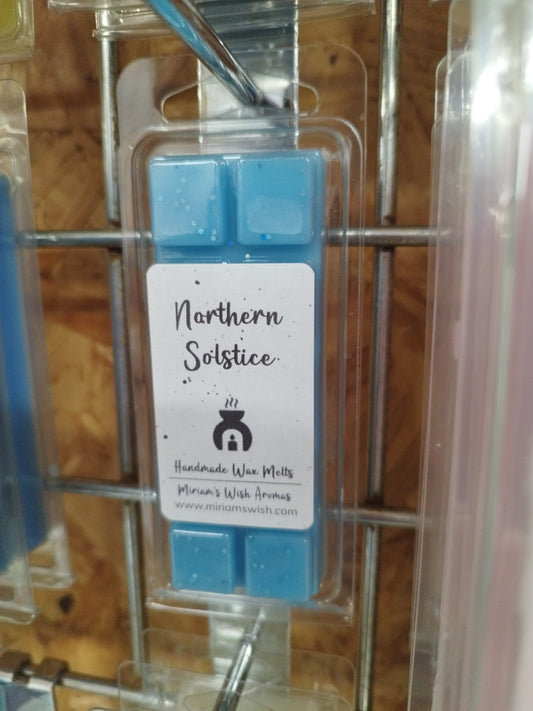 Northern
Solstice
Handmade Wax Melts
Miriam's Wish Aromas
www.miriamswish.com